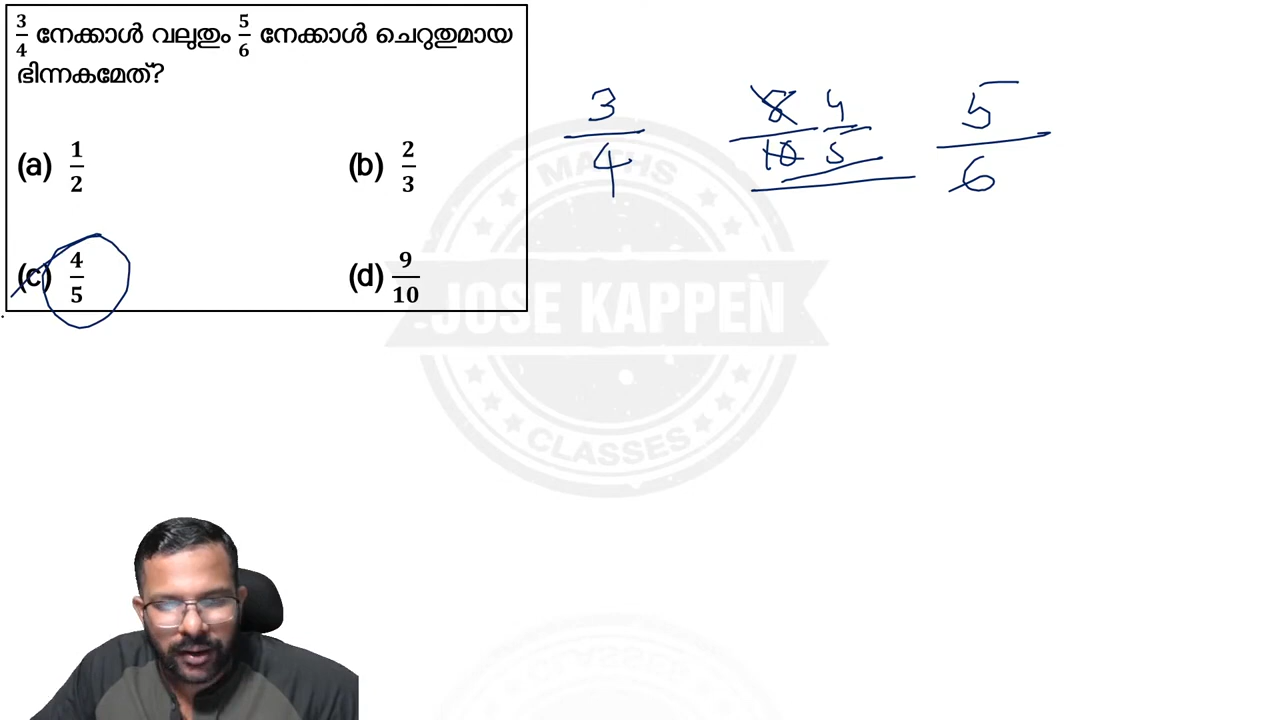 3/4 നേക്കാൾ വലുതും 5/6 നേക്കാൾ ചെറുതുമായ
ഭിന്നകമേത്?
(a) 1/2
(b) 2/3
(c) 4/5
(d) 9/10
3/4
8/10 4/5
5/6
MATHS
JOSE KAPPEN
CLASSES